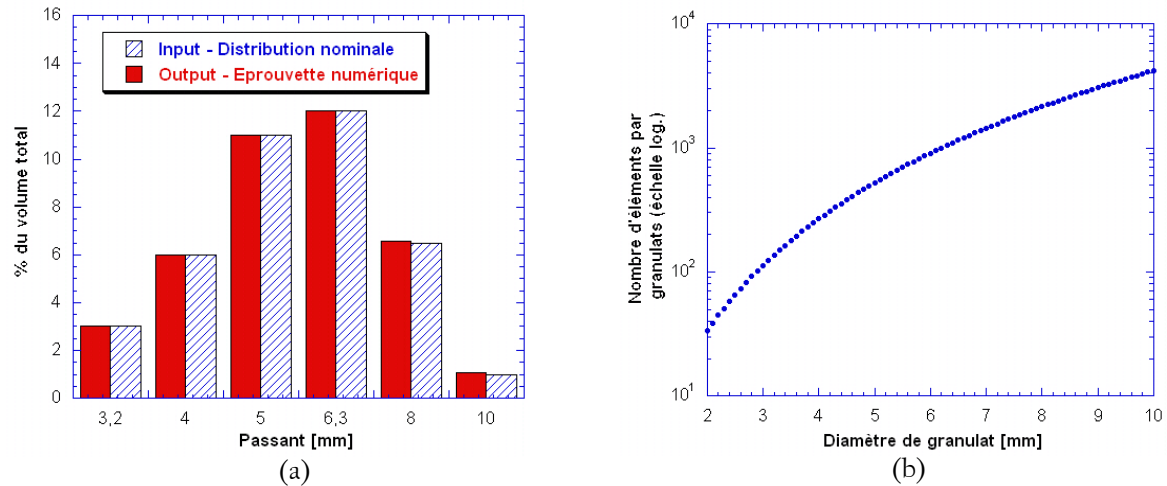 16
14
12
10
8
6
4
2
0
% du volume total
Input - Distribution nominale
Output - Eprouvette numérique
3,2 4 5 6,3 8 10
Passant [mm]
(a)
10^4
10^3
10^2
10^1
Nombre d'éléments par
granulats (échelle log.)
2 3 4 5 6 7 8 9 10
Diamètre de granulat [mm]
(b)